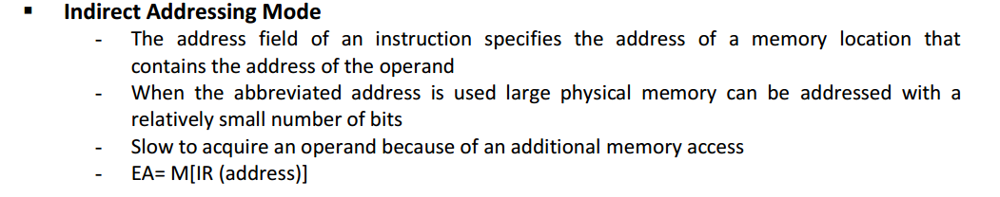 ▪ Indirect Addressing Mode
- The address field of an instruction specifies the address of a memory location that
contains the address of the operand
- When the abbreviated address is used large physical memory can be addressed with a
relatively small number of bits
- Slow to acquire an operand because of an additional memory access
- EA= M[IR (address)]